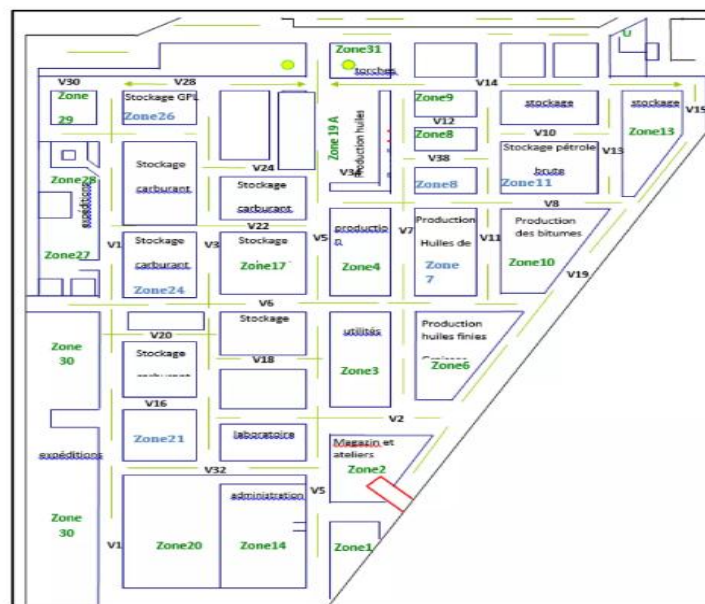 U
Zone31
torches
V30
V28
V14
Zone
29
Stockage GPL
Zone26
Zone9
stockage
stockage
V15
V12
V10
Zone13
Zone 19 A
Production huiles
Zone8
Stockage pétrole
brute
V13
V38
Zone28
Stockage
carburant
V24
V34
Zone8
Zone11
expéditions
Stockage
carburant
V8
V22
Zone27
V1
Stockage
carburant
Zone24
V3
Stockage
Zone17
V5
productio
n
Zone4
V7
Production
Huiles de
Zone
7
V11
Production
des bitumes
Zone10
V19
V6
Stockage
utilités
Production
huiles finies
Zone6
V20
Zone
30
Stockage
V18
Zone3
V16
V2
Zone21
laboratoire
Magazin et
ateliers
Zone2
expéditions
V32
V5
administration
Zone
30
V1
Zone20
Zone14
Zone1